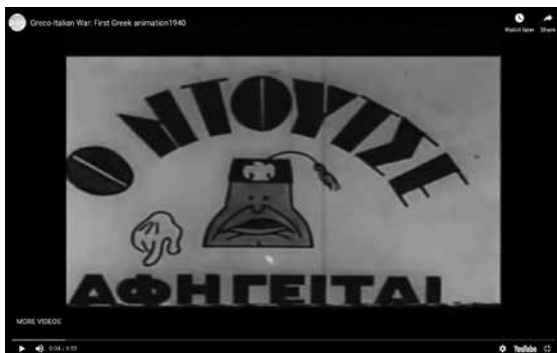 Greco-Italian War: First Greek animation1940
Watch later
Share
Ο ΝΤΟΥΤΣΕ
ΑΦΗΓΕΙΤΑΙ
MORE VIDEOS
YouTube